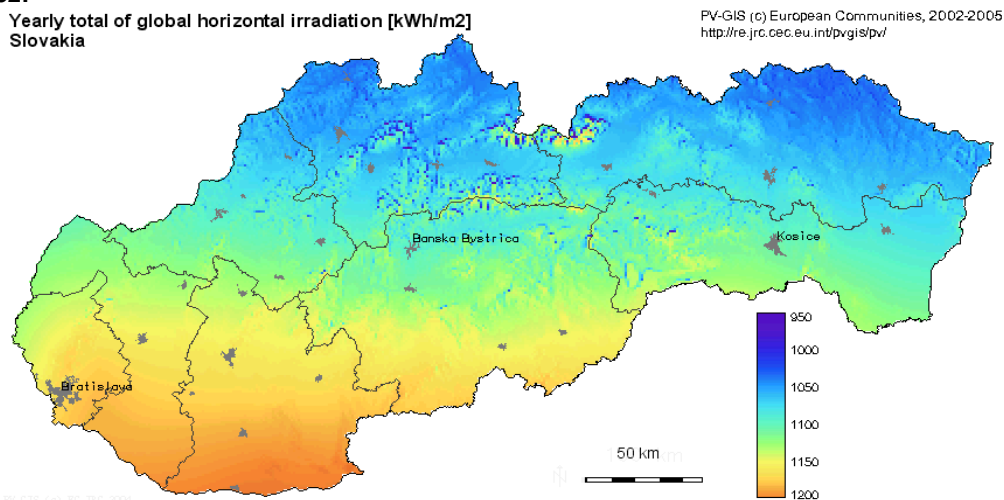 Yearly total of global horizontal irradiation [kWh/m2]
Slovakia
PV-GIS (c) European Communities, 2002-2005
http://re.jrc.cec.eu.int/pvgis/pv/
Banska Bystrica
Kosice
Bratislava
950
1000
1050
1100
1150
1200
50 km